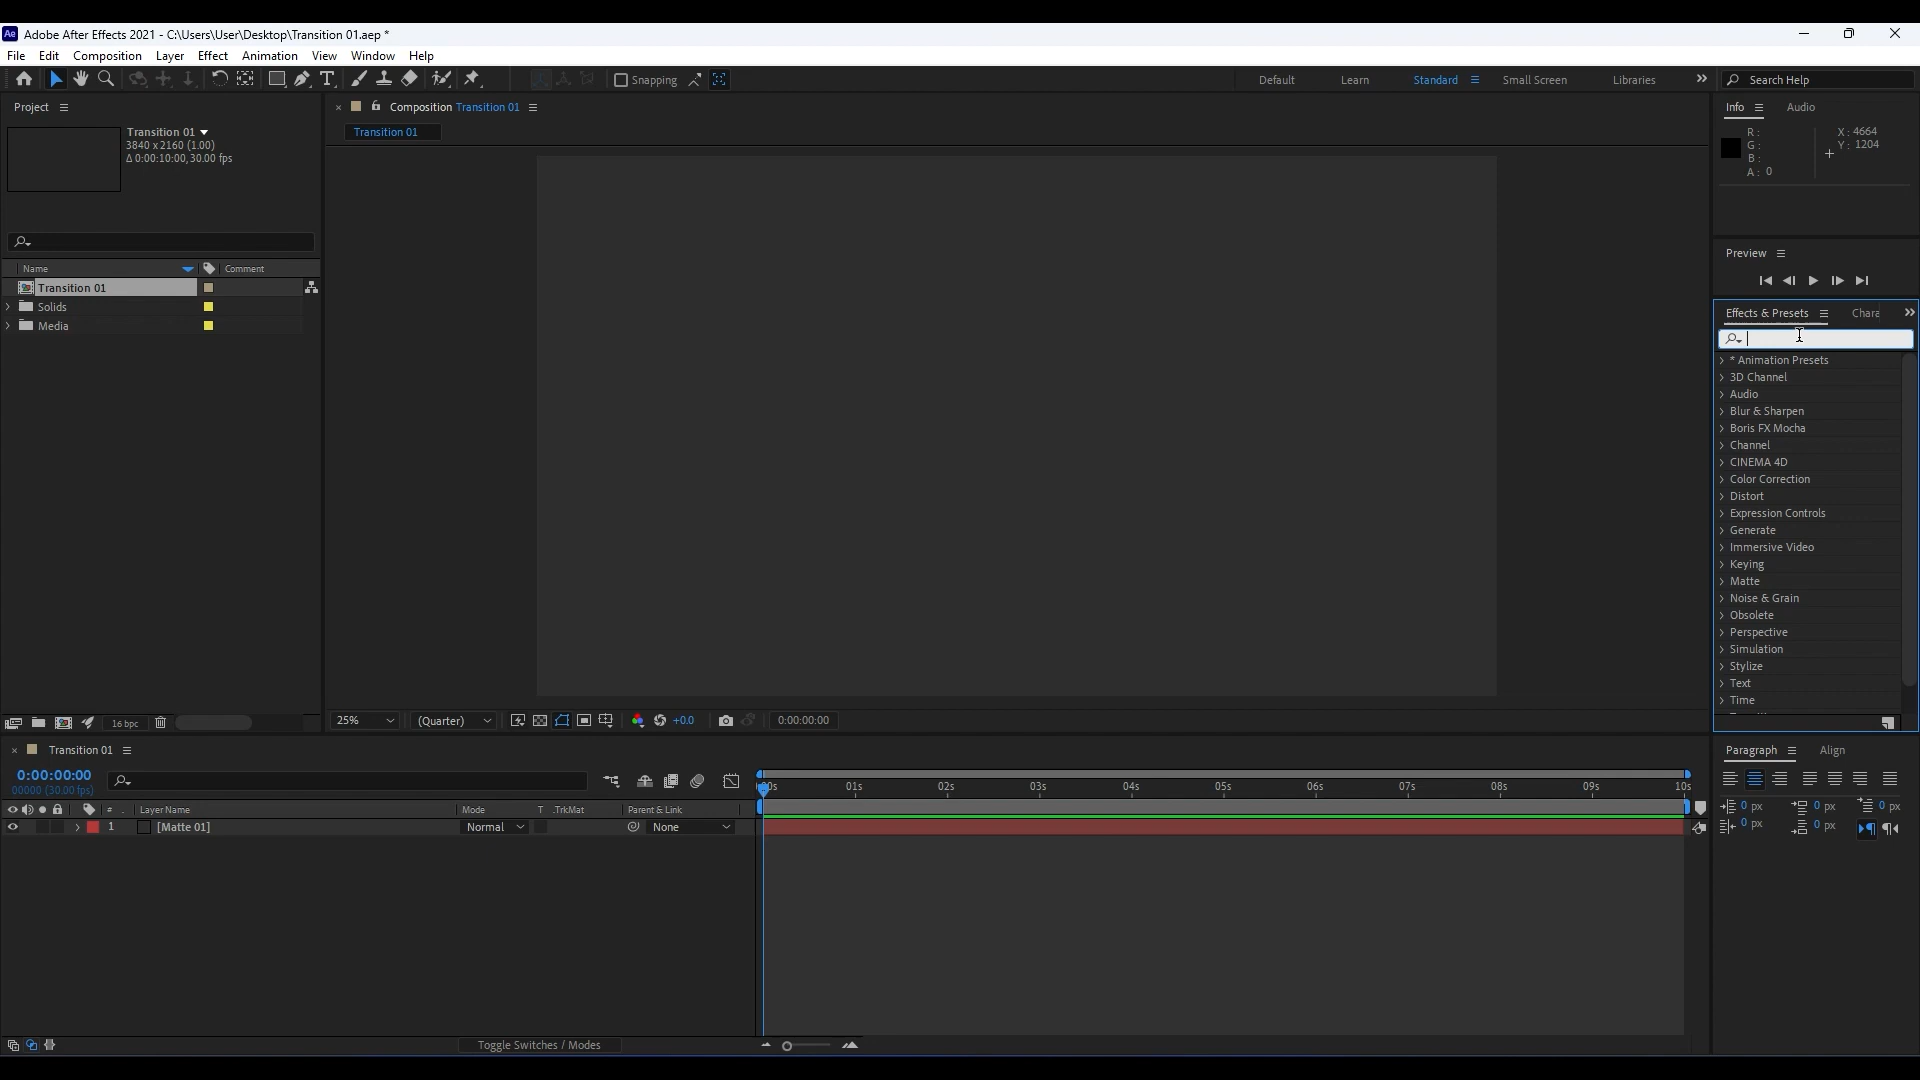 Ae Adobe After Effects 2021 - C:\Users\User\Desktop\Transition 01.aep *
File Edit Composition Layer Effect Animation View Window Help
Snapping Default Learn Standard Small Screen Libraries Search Help
Project
Transition 01
3840 x 2160 (1.00)
Δ 0:00:10:00, 30.00 fps
Name Comment
Transition 01
Solids
Media
16 bpc
Composition Transition 01
Transition 01
25% (Quarter) +0.0 0:00:00:00
Info Audio
R :
G :
B :
A : 0
X : 4664
Y : 1204
Preview
Effects & Presets Chara
* Animation Presets
3D Channel
Audio
Blur & Sharpen
Boris FX Mocha
Channel
CINEMA 4D
Color Correction
Distort
Expression Controls
Generate
Immersive Video
Keying
Matte
Noise & Grain
Obsolete
Perspective
Simulation
Stylize
Text
Time
Transition 01
0:00:00:00
00000 (30.00 fps)
# Layer Name Mode T .TrkMat Parent & Link
1 [Matte 01] Normal None
01s 02s 03s 04s 05s 06s 07s 08s 09s 10s
Toggle Switches / Modes
Paragraph Align
0 px 0 px 0 px
0 px 0 px